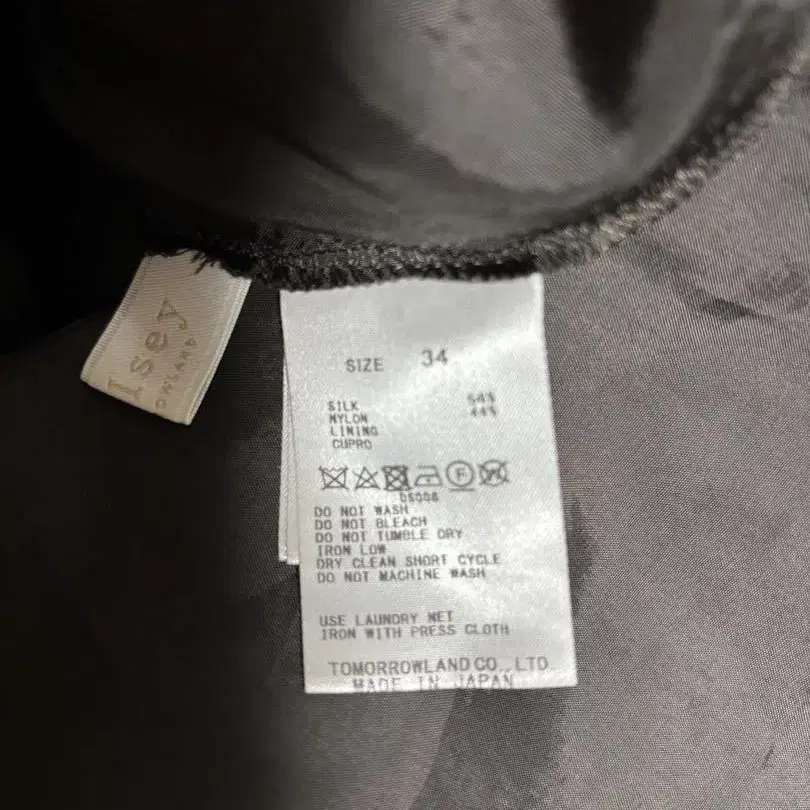 SIZE 34
SILK
NYLON 44%
LINING
CUPRO
F
DS008
DO NOT WASH
DO NOT BLEACH
DO NOT TUMBLE DRY
IRON LOW
DRY CLEAN SHORT CYCLE
DO NOT MACHINE WASH
USE LAUNDRY NET
IRON WITH PRESS CLOTH
TOMORROWLAND CO., LTD
MADE IN JAPAN